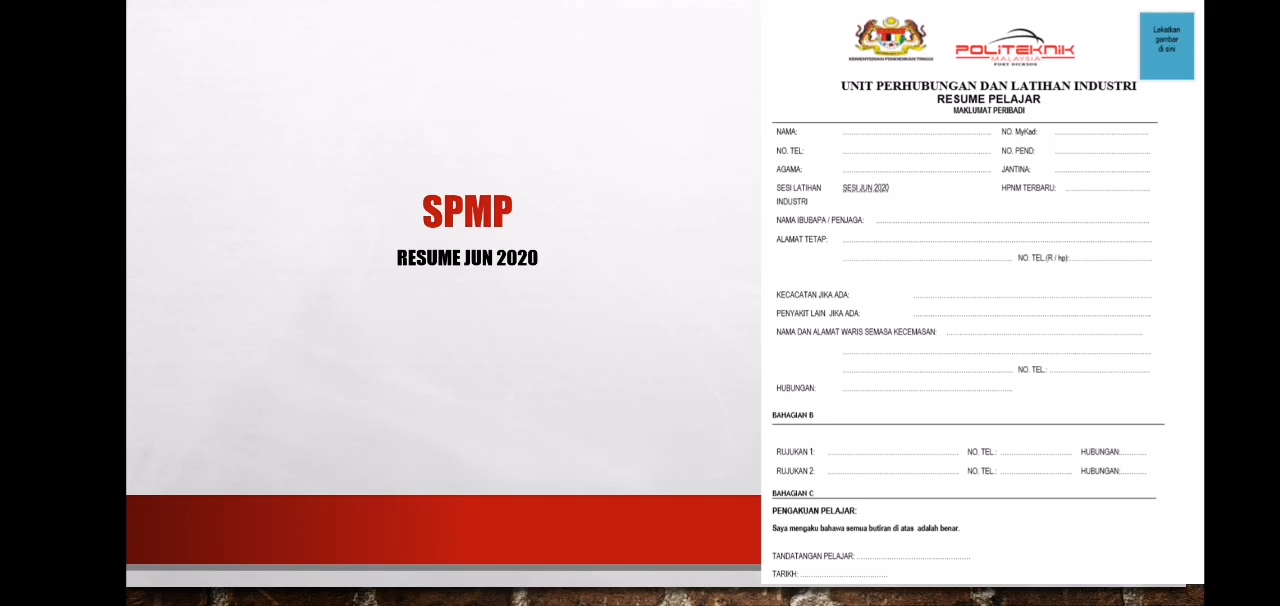 SPMP
RESUME JUN 2020
KEMENTERIAN PENDIDIKAN TINGGI
POLITEKNIK
MALAYSIA
PORT DICKSON
Lekatkan
gambar
di sini
UNIT PERHUBUNGAN DAN LATIHAN INDUSTRI
RESUME PELAJAR
MAKLUMAT PERIBADI
NAMA: NO. MyKad:
NO. TEL: NO. PEND:
AGAMA: JANTINA:
SESI LATIHAN INDUSTRI SESI JUN 2020 HPNM TERBARU:
NAMA IBUBAPA / PENJAGA:
ALAMAT TETAP:
NO. TEL (R / hp):
KECACATAN JIKA ADA:
PENYAKIT LAIN JIKA ADA:
NAMA DAN ALAMAT WARIS SEMASA KECEMASAN:
NO. TEL.:
HUBUNGAN:
BAHAGIAN B
RUJUKAN 1: NO. TEL.: HUBUNGAN:
RUJUKAN 2: NO. TEL.: HUBUNGAN:
BAHAGIAN C
PENGAKUAN PELAJAR:
Saya mengaku bahawa semua butiran di atas adalah benar.
TANDATANGAN PELAJAR:
TARIKH: